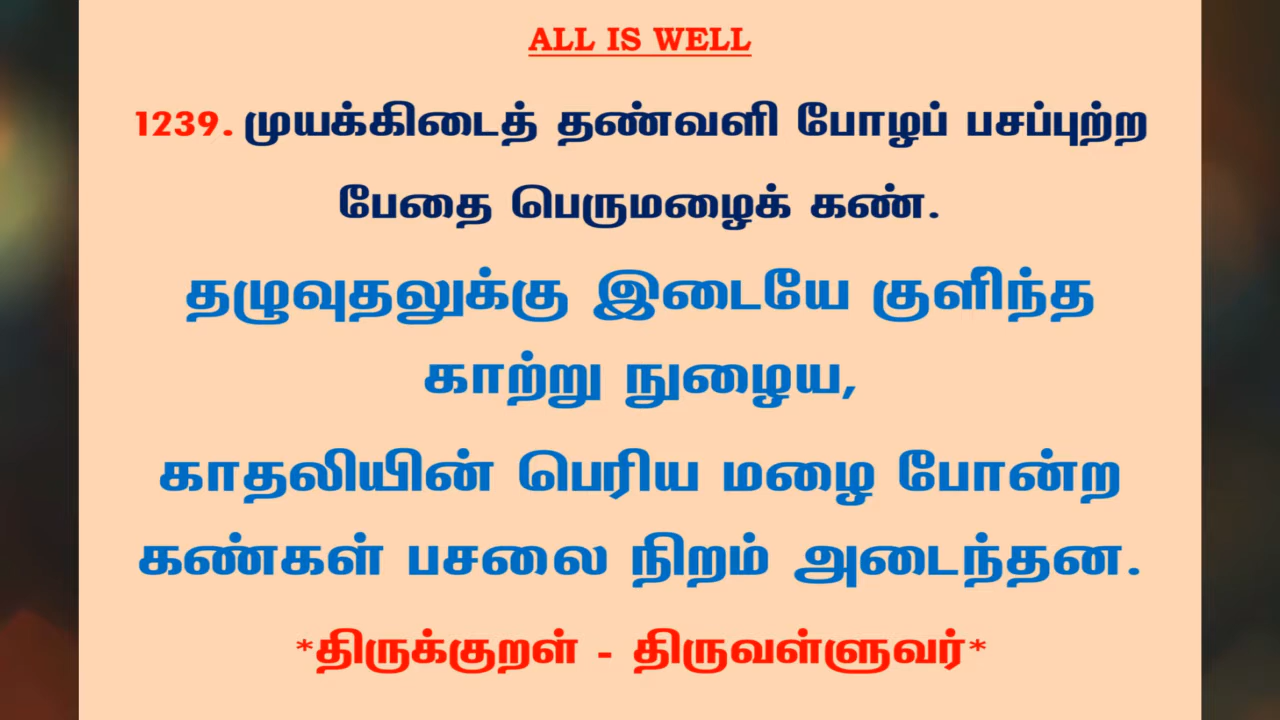 ALL IS WELL
1239. முயக்கிடைத் தண்வளி போழப் பசப்புற்ற
பேதை பெருமழைக் கண்.
தழுவுதலுக்கு இடையே குளிந்த
காற்று நுழைய,
காதலியின் பெரிய மழை போன்ற
கண்கள் பசலை நிறம் அடைந்தன.
*திருக்குறள் - திருவள்ளுவர்*